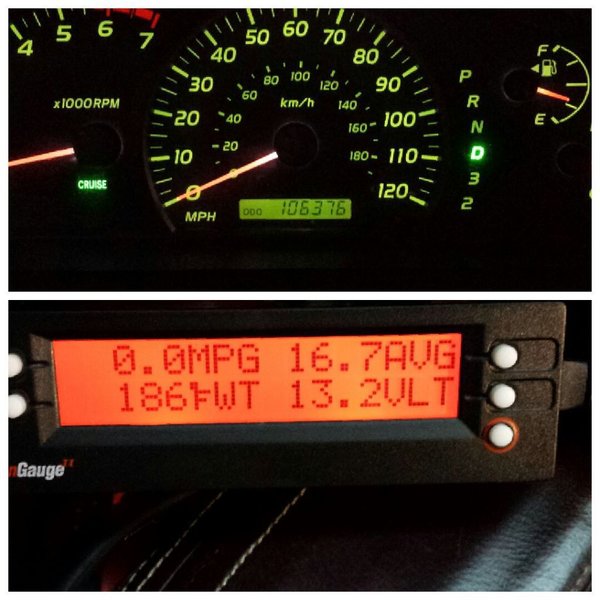 4 5 6 7
x1000RPM
CRUISE
0 10 20 30 40 50 60 70 80 90 100 110 120
20 40 60 80 100 120 140 160 180
km/h
MPH
ODO 106376
P
R
N
D
3
2
F
E
0.0MPG 16.7AVG
186°FWT 13.2VLT
nGauge II